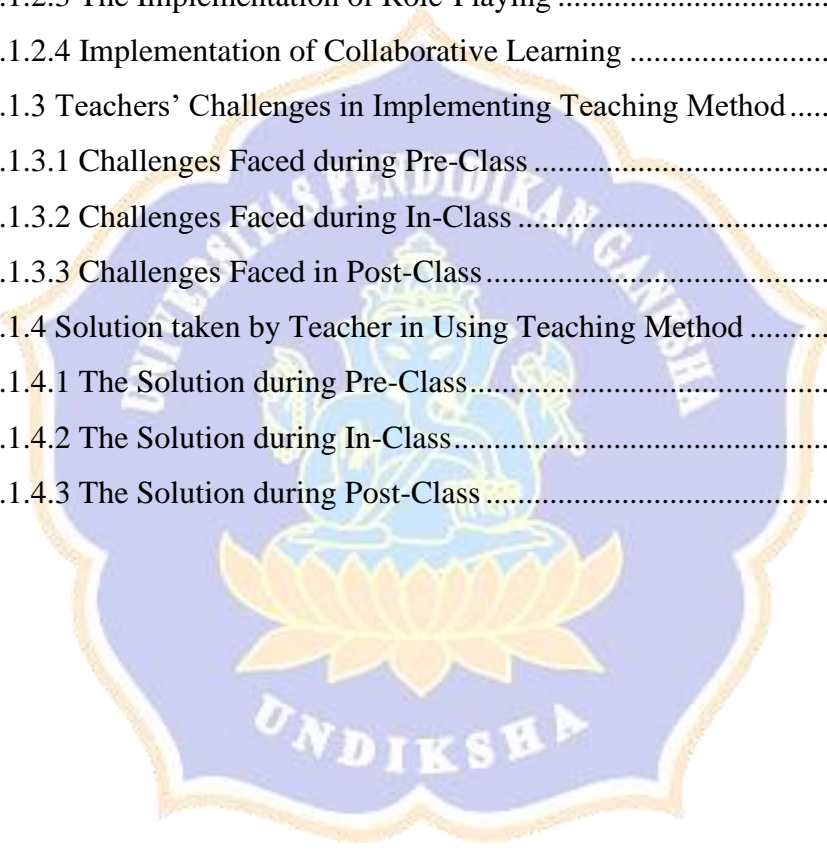 .1.2.3 The Implementation of Role-Playing ........................................
.1.2.4 Implementation of Collaborative Learning ..............................
.1.3 Teachers’ Challenges in Implementing Teaching Method .....
.1.3.1 Challenges Faced during Pre-Class ...........................................
.1.3.2 Challenges Faced during In-Class .............................................
.1.3.3 Challenges Faced in Post-Class .................................................
.1.4 Solution taken by Teacher in Using Teaching Method ...........
.1.4.1 The Solution during Pre-Class....................................................
.1.4.2 The Solution during In-Class......................................................
.1.4.3 The Solution during Post-Class .................................................
UNIVERSITAS PENDIDIKAN GANESHA
UNDIKSHA